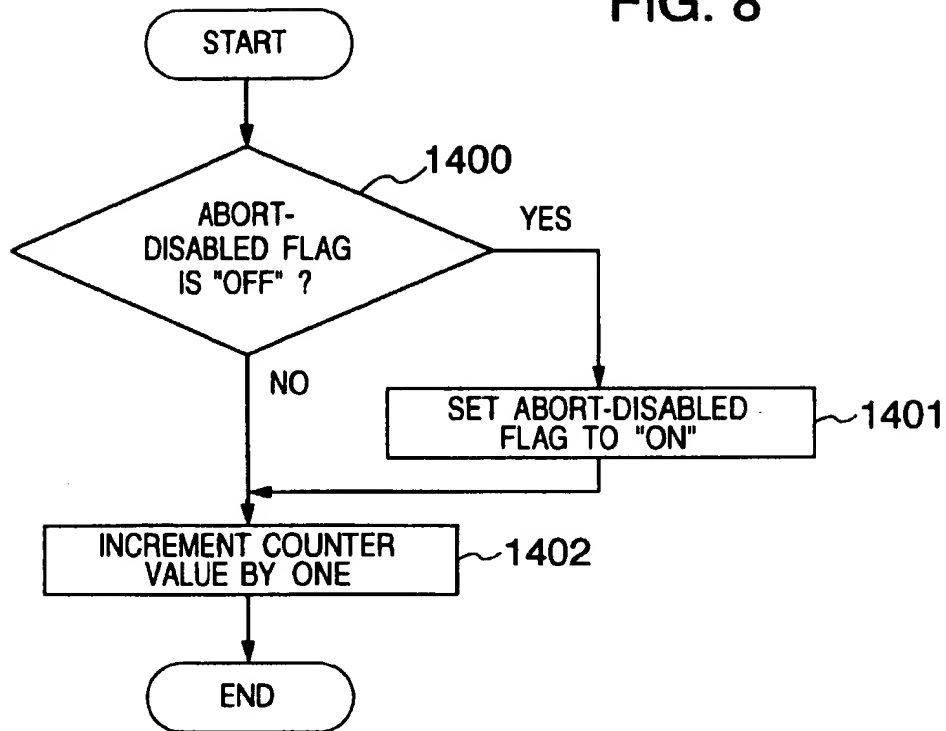 FIG. 8
START
1400
ABORT-
DISABLED FLAG
IS "OFF" ?
YES
NO
SET ABORT-DISABLED
FLAG TO "ON"
1401
INCREMENT COUNTER
VALUE BY ONE
1402
END